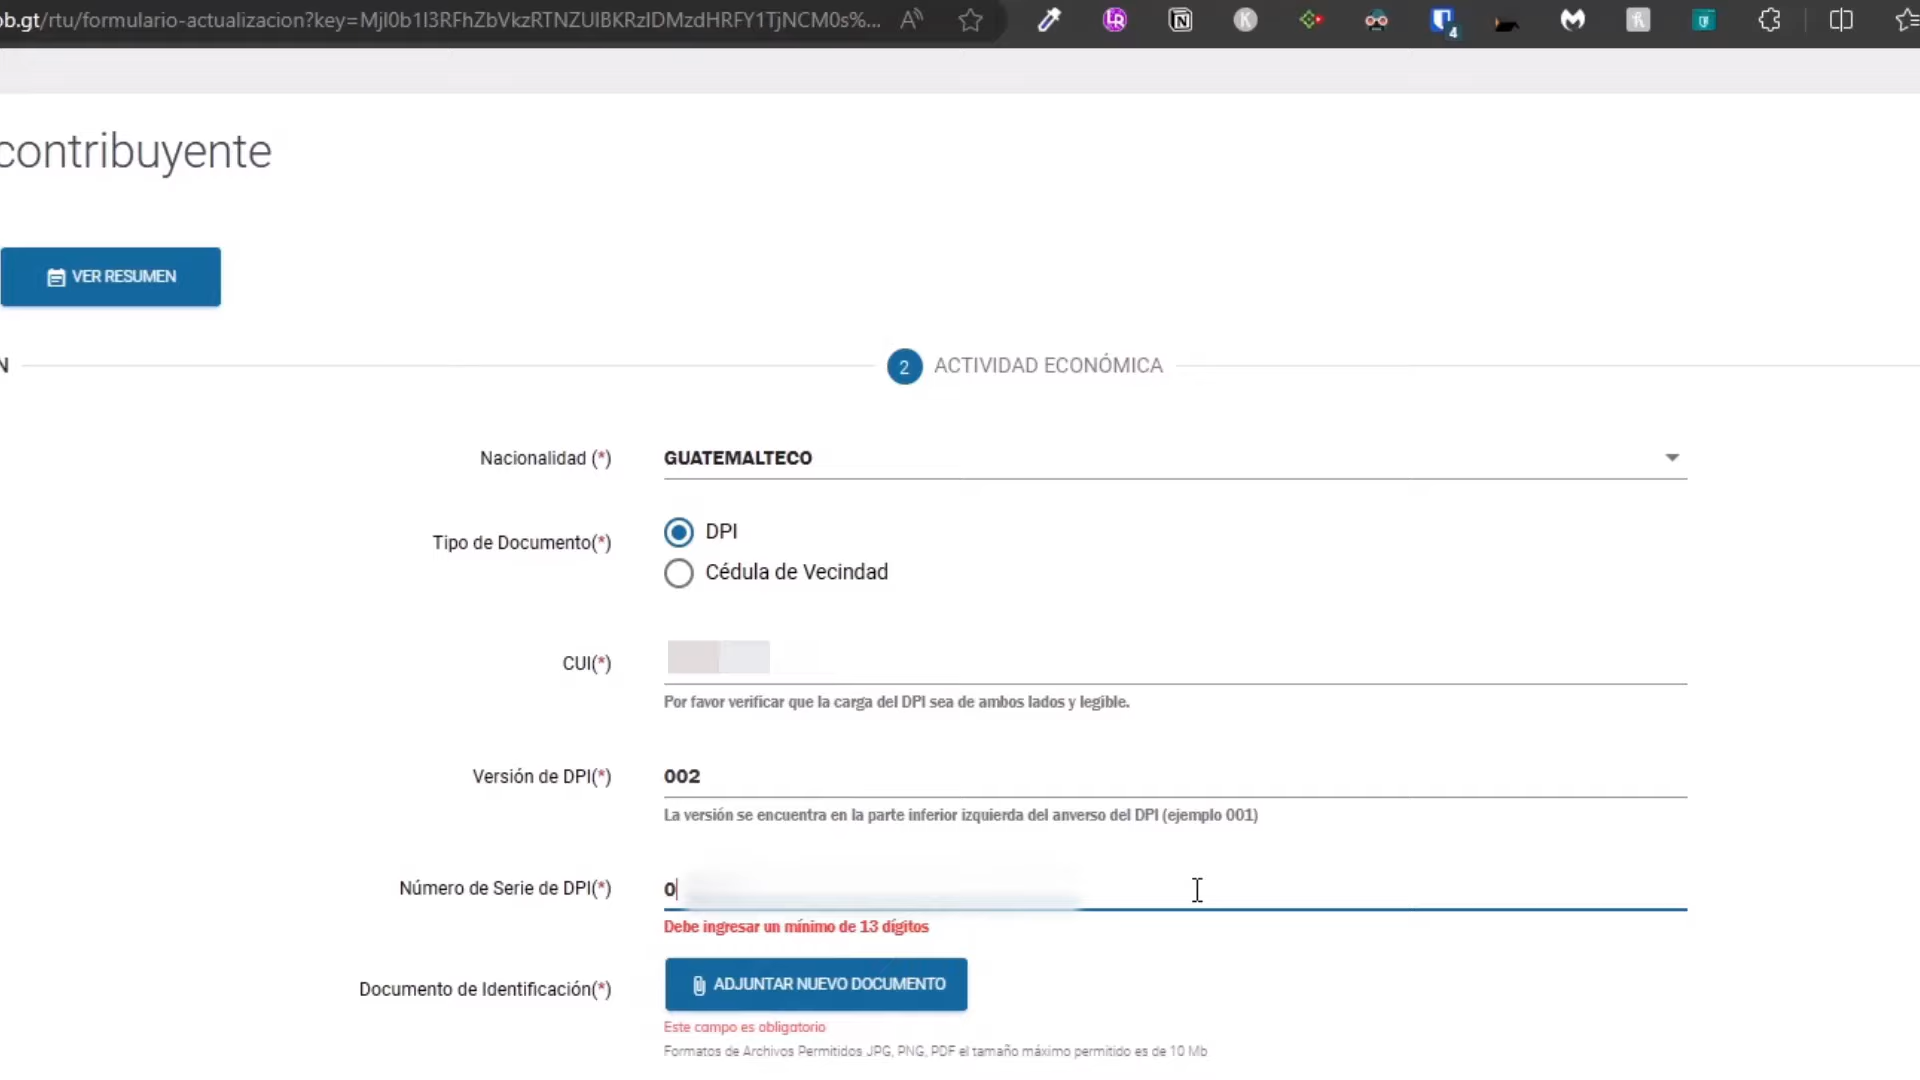 ob.gt/rtu/formulario-actualizacion?key=MjI0b1I3RFhZbVkzRTNZUlBKRzlDMzdHRFY1TjNCM0s%...
4
contribuyente
VER RESUMEN
N
2 ACTIVIDAD ECONÓMICA
Nacionalidad (*) GUATEMALTECO
Tipo de Documento(*)
DPI
Cédula de Vecindad
CUI(*)
Por favor verificar que la carga del DPI sea de ambos lados y legible.
Versión de DPI(*) 002
La versión se encuentra en la parte inferior izquierda del anverso del DPI (ejemplo 001)
Número de Serie de DPI(*) 0
Debe ingresar un mínimo de 13 dígitos
Documento de Identificación(*) ADJUNTAR NUEVO DOCUMENTO
Este campo es obligatorio
Formatos de Archivos Permitidos JPG, PNG, PDF el tamaño máximo permitido es de 10 Mb